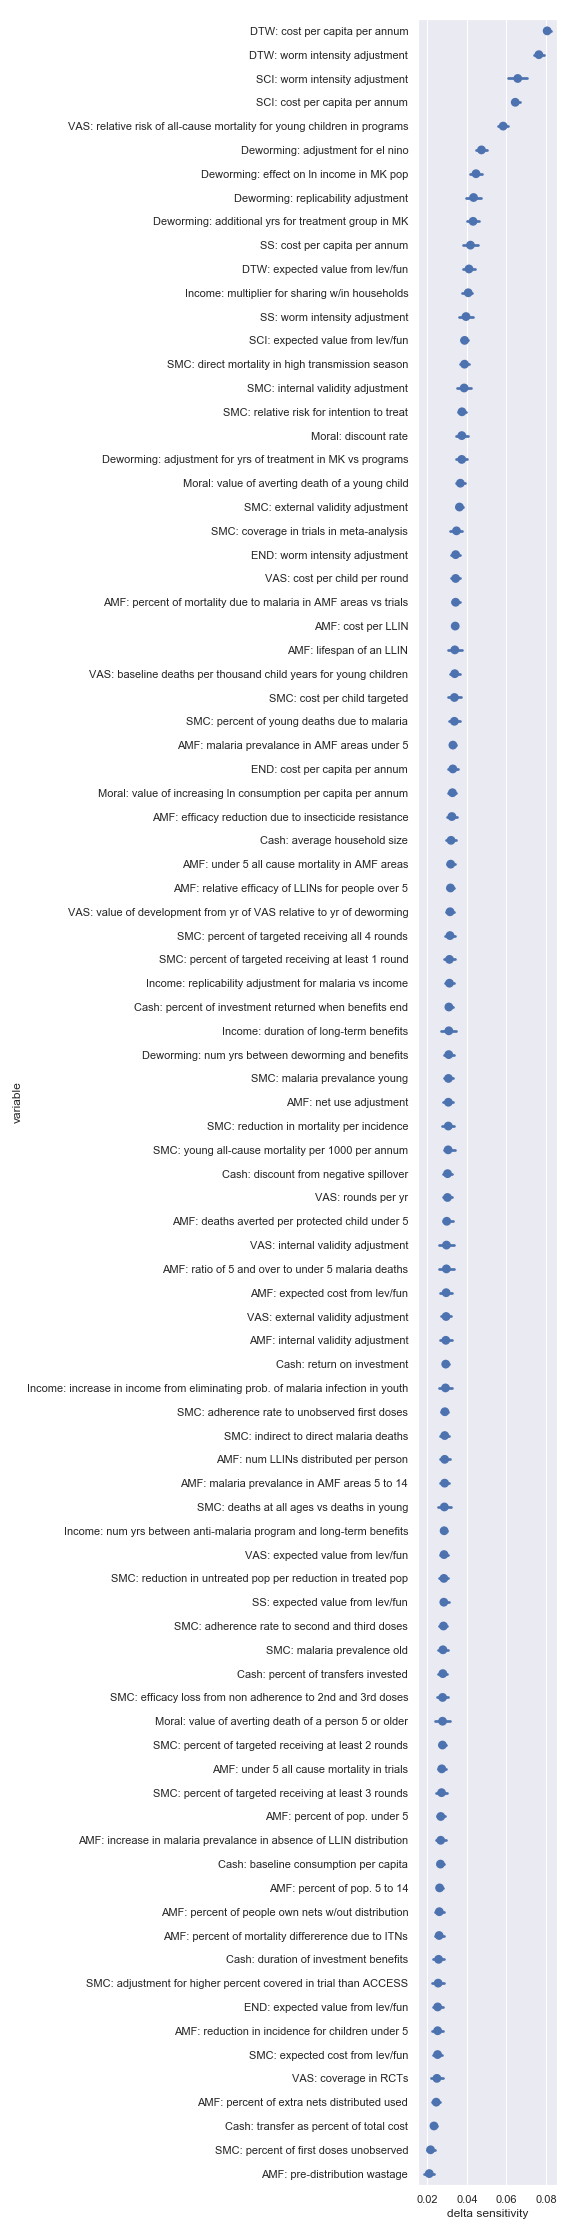 DTW: cost per capita per annum
DTW: worm intensity adjustment
SCI: worm intensity adjustment
SCI: cost per capita per annum
VAS: relative risk of all-cause mortality for young children in programs
Deworming: adjustment for el nino
Deworming: effect on ln income in MK pop
Deworming: replicability adjustment
Deworming: additional yrs for treatment group in MK
SS: cost per capita per annum
DTW: expected value from lev/fun
Income: multiplier for sharing w/in households
SS: worm intensity adjustment
SCI: expected value from lev/fun
SMC: direct mortality in high transmission season
SMC: internal validity adjustment
SMC: relative risk for intention to treat
Moral: discount rate
Deworming: adjustment for yrs of treatment in MK vs programs
Moral: value of averting death of a young child
SMC: external validity adjustment
SMC: coverage in trials in meta-analysis
END: worm intensity adjustment
VAS: cost per child per round
AMF: percent of mortality due to malaria in AMF areas vs trials
AMF: cost per LLIN
AMF: lifespan of an LLIN
VAS: baseline deaths per thousand child years for young children
SMC: cost per child targeted
SMC: percent of young deaths due to malaria
AMF: malaria prevalance in AMF areas under 5
END: cost per capita per annum
Moral: value of increasing ln consumption per capita per annum
AMF: efficacy reduction due to insecticide resistance
Cash: average household size
AMF: under 5 all cause mortality in AMF areas
AMF: relative efficacy of LLINs for people over 5
VAS: value of development from yr of VAS relative to yr of deworming
SMC: percent of targeted receiving all 4 rounds
SMC: percent of targeted receiving at least 1 round
Income: replicability adjustment for malaria vs income
Cash: percent of investment returned when benefits end
Income: duration of long-term benefits
Deworming: num yrs between deworming and benefits
SMC: malaria prevalance young
AMF: net use adjustment
SMC: reduction in mortality per incidence
SMC: young all-cause mortality per 1000 per annum
Cash: discount from negative spillover
VAS: rounds per yr
AMF: deaths averted per protected child under 5
VAS: internal validity adjustment
AMF: ratio of 5 and over to under 5 malaria deaths
AMF: expected cost from lev/fun
VAS: external validity adjustment
AMF: internal validity adjustment
Cash: return on investment
Income: increase in income from eliminating prob. of malaria infection in youth
SMC: adherence rate to unobserved first doses
SMC: indirect to direct malaria deaths
AMF: num LLINs distributed per person
AMF: malaria prevalance in AMF areas 5 to 14
SMC: deaths at all ages vs deaths in young
Income: num yrs between anti-malaria program and long-term benefits
VAS: expected value from lev/fun
SMC: reduction in untreated pop per reduction in treated pop
SS: expected value from lev/fun
SMC: adherence rate to second and third doses
SMC: malaria prevalence old
Cash: percent of transfers invested
SMC: efficacy loss from non adherence to 2nd and 3rd doses
Moral: value of averting death of a person 5 or older
SMC: percent of targeted receiving at least 2 rounds
AMF: under 5 all cause mortality in trials
SMC: percent of targeted receiving at least 3 rounds
AMF: percent of pop. under 5
AMF: increase in malaria prevalance in absence of LLIN distribution
Cash: baseline consumption per capita
AMF: percent of pop. 5 to 14
AMF: percent of people own nets w/out distribution
AMF: percent of mortality differerence due to ITNs
Cash: duration of investment benefits
SMC: adjustment for higher percent covered in trial than ACCESS
END: expected value from lev/fun
AMF: reduction in incidence for children under 5
SMC: expected cost from lev/fun
VAS: coverage in RCTs
AMF: percent of extra nets distributed used
Cash: transfer as percent of total cost
SMC: percent of first doses unobserved
AMF: pre-distribution wastage
variable
0.02 0.04 0.06 0.08
delta sensitivity